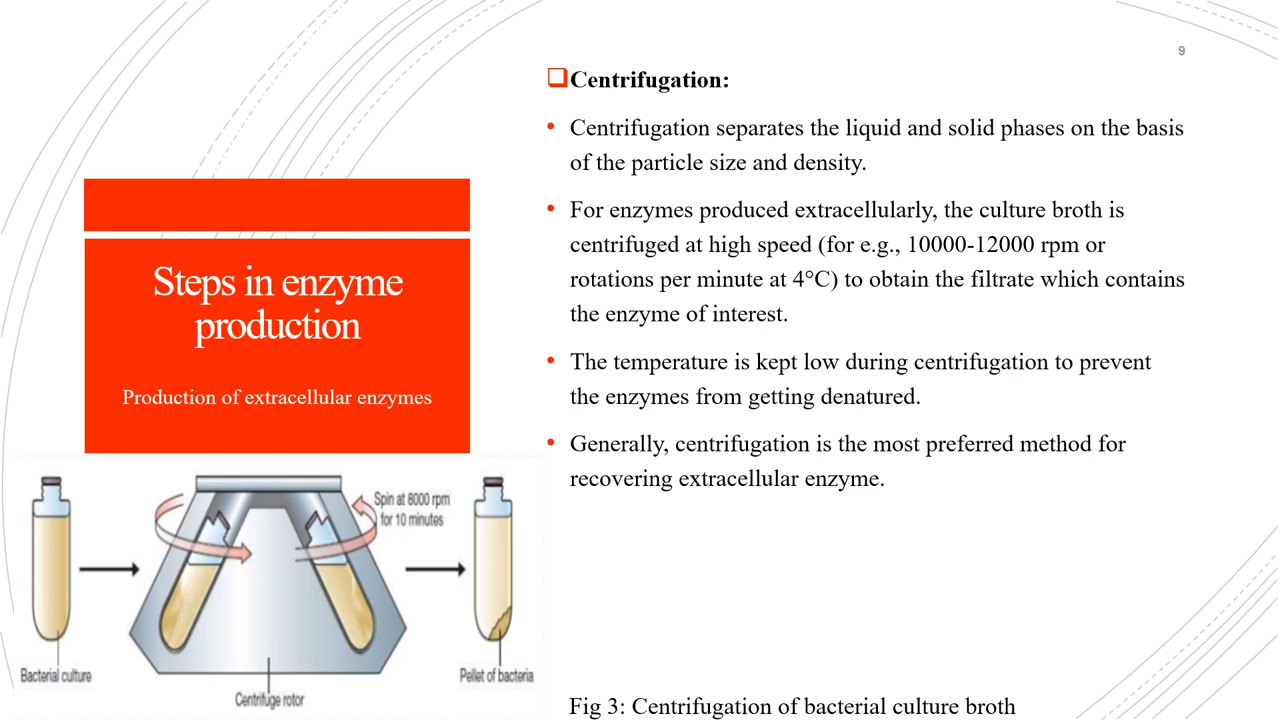 9
Steps in enzyme
production
Production of extracellular enzymes
❑Centrifugation:
• Centrifugation separates the liquid and solid phases on the basis
of the particle size and density.
• For enzymes produced extracellularly, the culture broth is
centrifuged at high speed (for e.g., 10000-12000 rpm or
rotations per minute at 4°C) to obtain the filtrate which contains
the enzyme of interest.
• The temperature is kept low during centrifugation to prevent
the enzymes from getting denatured.
• Generally, centrifugation is the most preferred method for
recovering extracellular enzyme.
Spin at 8000 rpm
for 10 minutes
Bacterial culture
Centrifuge rotor
Pellet of bacteria
Fig 3: Centrifugation of bacterial culture broth